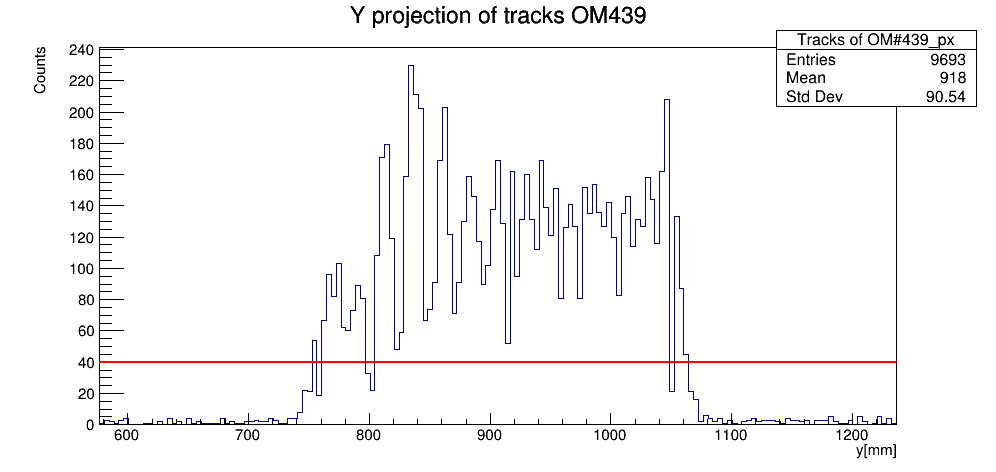 Y projection of tracks OM439
Counts
Tracks of OM#439_px
Entries 9693
Mean 918
Std Dev 90.54
240
220
200
180
160
140
120
100
80
60
40
20
0
600 700 800 900 1000 1100 1200
y[mm]